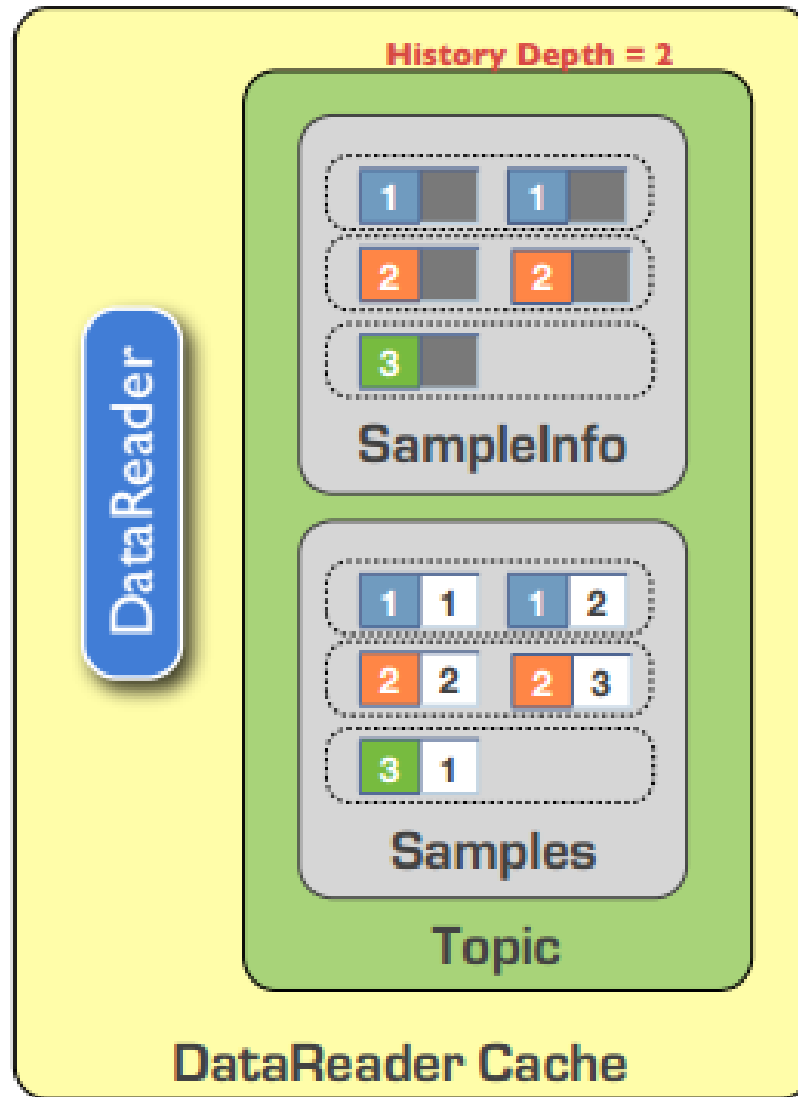 History Depth = 2
1 1
2 2
3
SampleInfo
DataReader
1 1 1 2
2 2 2 3
3 1
Samples
Topic
DataReader Cache